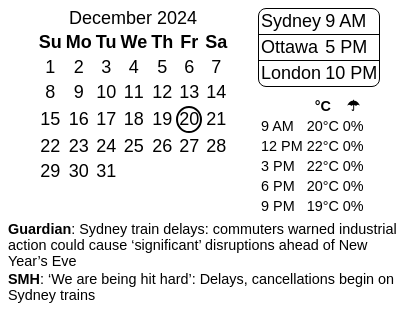 December 2024
Su Mo Tu We Th Fr Sa
1 2 3 4 5 6 7
8 9 10 11 12 13 14
15 16 17 18 19 20 21
22 23 24 25 26 27 28
29 30 31
Sydney 9 AM
Ottawa 5 PM
London 10 PM
°C ☂
9 AM 20°C 0%
12 PM 22°C 0%
3 PM 22°C 0%
6 PM 20°C 0%
9 PM 19°C 0%
Guardian: Sydney train delays: commuters warned industrial
action could cause ‘significant’ disruptions ahead of New
Year’s Eve
SMH: ‘We are being hit hard’: Delays, cancellations begin on
Sydney trains